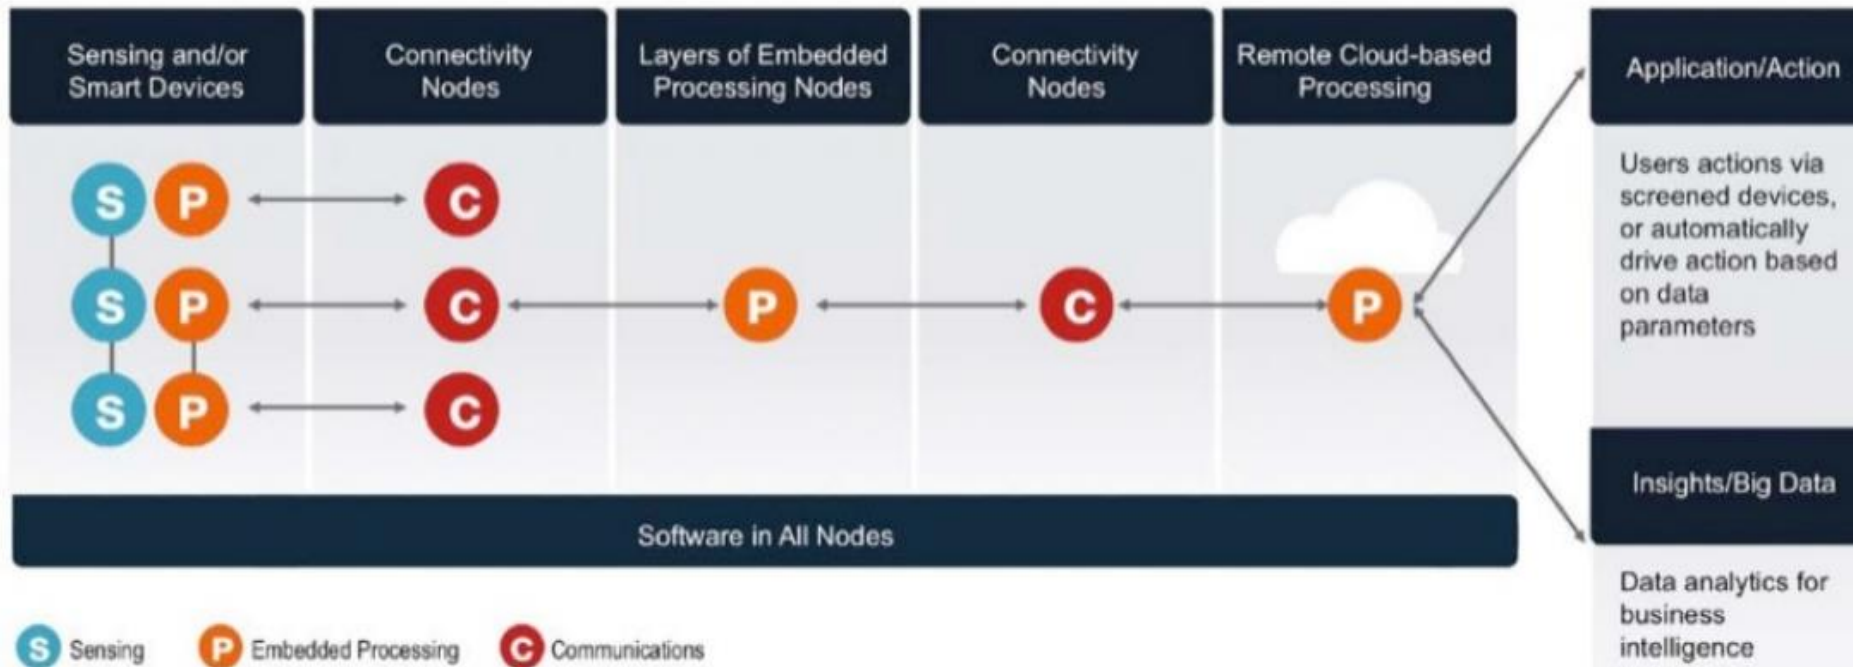 Sensing and/or
Smart Devices
Connectivity
Nodes
Layers of Embedded
Processing Nodes
Connectivity
Nodes
Remote Cloud-based
Processing
Application/Action
S P C
S P C P C P
S P C
Users actions via
screened devices,
or automatically
drive action based
on data
parameters
Insights/Big Data
Data analytics for
business
intelligence
Software in All Nodes
S Sensing
P Embedded Processing
C Communications